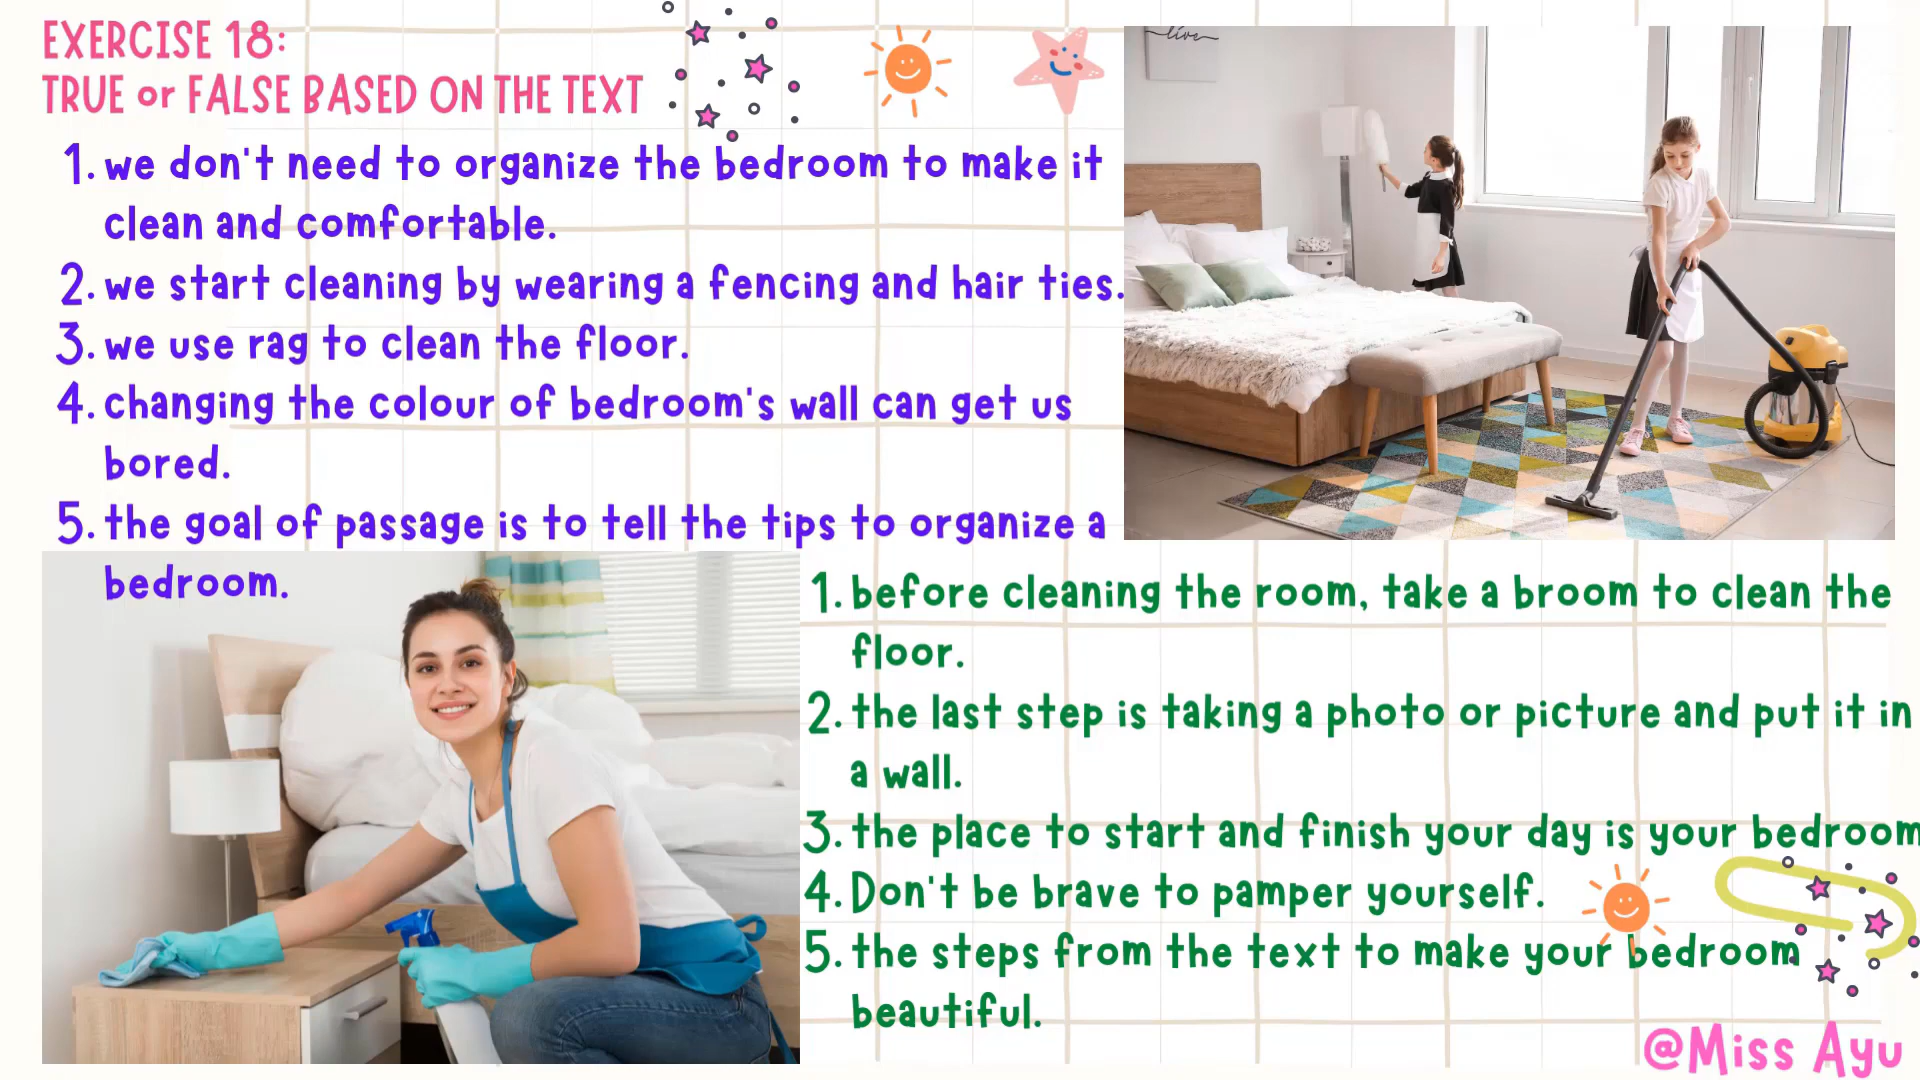 EXERCISE 18:
TRUE or FALSE BASED ON THE TEXT
1. we don't need to organize the bedroom to make it
clean and comfortable.
2. we start cleaning by wearing a fencing and hair ties.
3. we use rag to clean the floor.
4. changing the colour of bedroom's wall can get us
bored.
5. the goal of passage is to tell the tips to organize a
bedroom.
live
1. before cleaning the room, take a broom to clean the
floor.
2. the last step is taking a photo or picture and put it in
a wall.
3. the place to start and finish your day is your bedroom
4. Don't be brave to pamper yourself.
5. the steps from the text to make your bedroom
beautiful.
@Miss Ayu